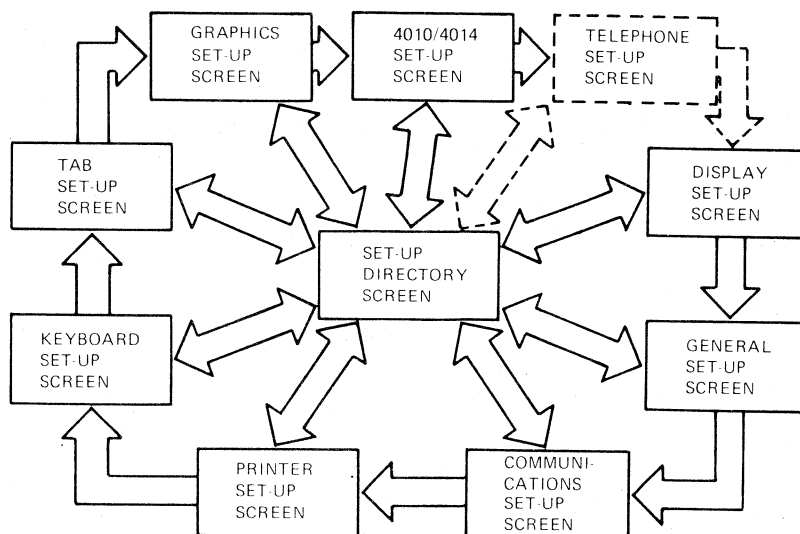 GRAPHICS
SET-UP
SCREEN
4010/4014
SET-UP
SCREEN
TELEPHONE
SET-UP
SCREEN
TAB
SET-UP
SCREEN
DISPLAY
SET-UP
SCREEN
SET-UP
DIRECTORY
SCREEN
KEYBOARD
SET-UP
SCREEN
GENERAL
SET-UP
SCREEN
PRINTER
SET-UP
SCREEN
COMMUNI-
CATIONS
SET-UP
SCREEN